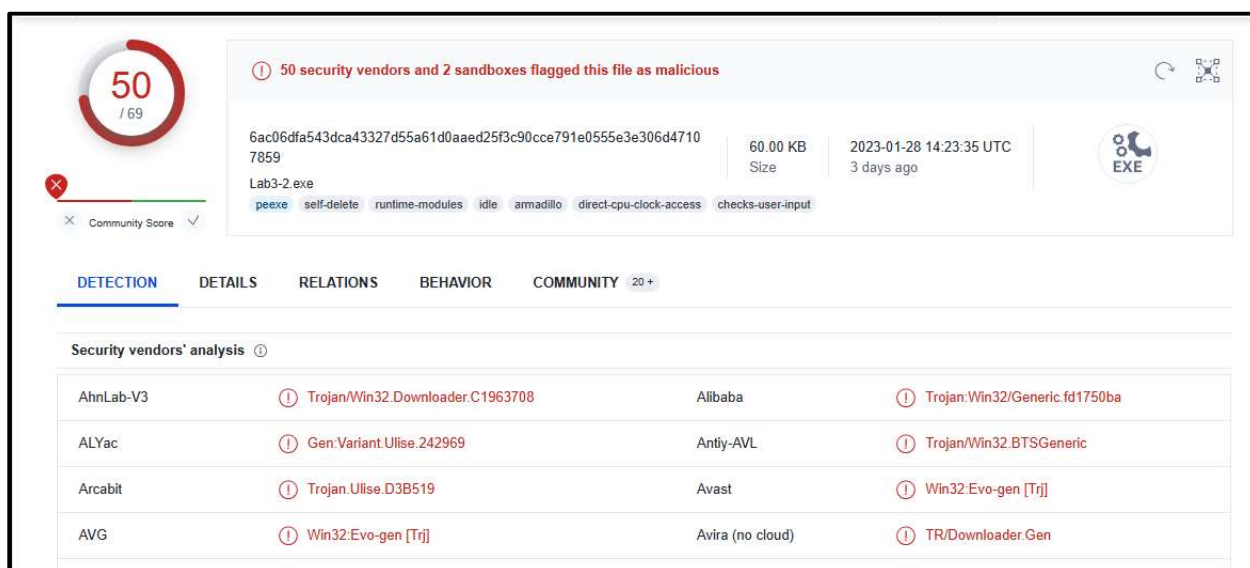 50
/ 69
Community Score
50 security vendors and 2 sandboxes flagged this file as malicious
6ac06dfa543dca43327d55a61d0aaed25f3c90cce791e0555e3e306d4710
7859
Lab3-2.exe
peexe self-delete runtime-modules idle armadillo direct-cpu-clock-access checks-user-input
60.00 KB
Size
2023-01-28 14:23:35 UTC
3 days ago
EXE
DETECTION DETAILS RELATIONS BEHAVIOR COMMUNITY 20 +
Security vendors' analysis
AhnLab-V3 Trojan/Win32.Downloader.C1963708 Alibaba Trojan:Win32/Generic.fd1750ba
ALYac Gen:Variant.Ulise.242969 Antiy-AVL Trojan/Win32.BTSGeneric
Arcabit Trojan.Ulise.D3B519 Avast Win32:Evo-gen [Trj]
AVG Win32:Evo-gen [Trj] Avira (no cloud) TR/Downloader.Gen